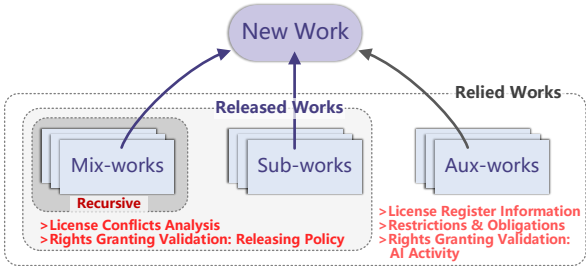 New Work
Relied Works
Released Works
Mix-works
Sub-works
Aux-works
Recursive
>License Conflicts Analysis
>Rights Granting Validation: Releasing Policy
>License Register Information
>Restrictions & Obligations
>Rights Granting Validation:
AI Activity